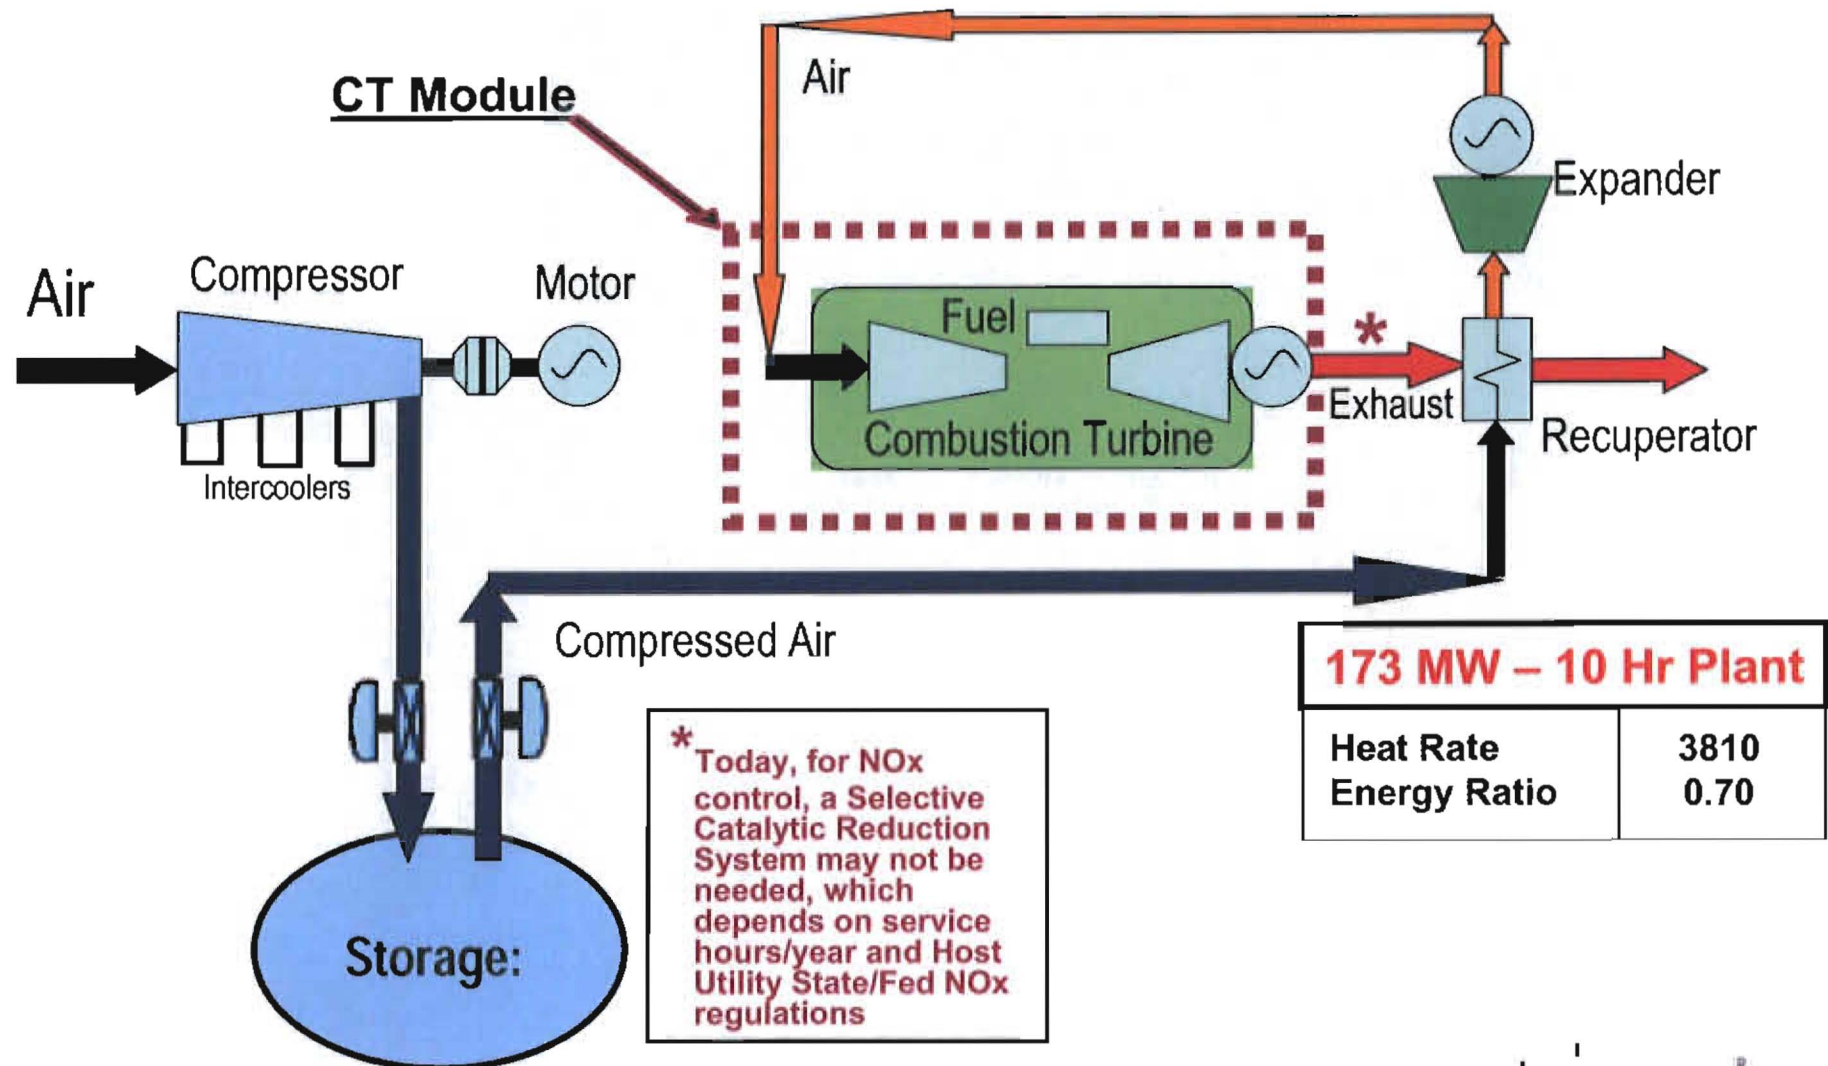 Air
CT Module
Expander
Air
Compressor
Motor
Fuel
*
Combustion Turbine
Exhaust
Recuperator
Intercoolers
Compressed Air
173 MW – 10 Hr Plant
Heat Rate 3810
Energy Ratio 0.70
*Today, for NOx
control, a Selective
Catalytic Reduction
System may not be
needed, which
depends on service
hours/year and Host
Utility State/Fed NOx
regulations
Storage: